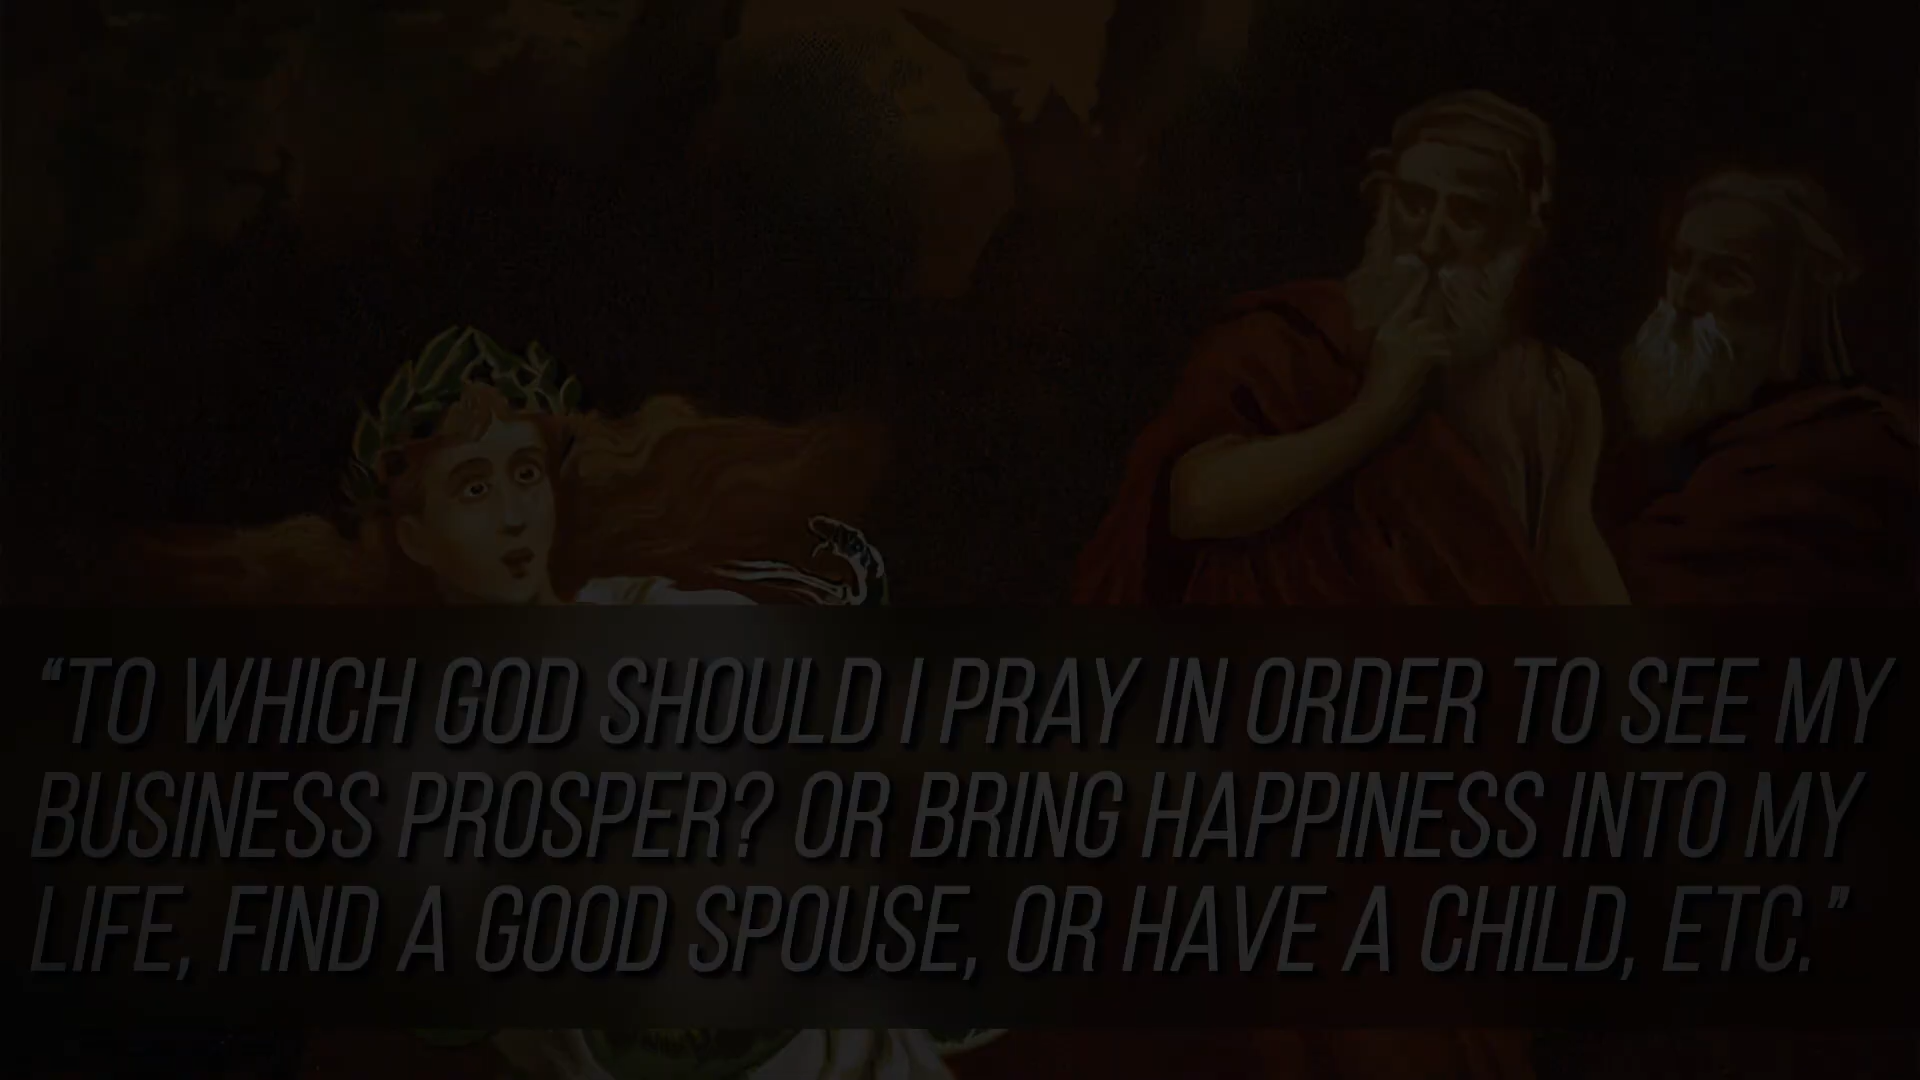 “TO WHICH GOD SHOULD I PRAY IN ORDER TO SEE MY
BUSINESS PROSPER? OR BRING HAPPINESS INTO MY
LIFE, FIND A GOOD SPOUSE, OR HAVE A CHILD, ETC.”